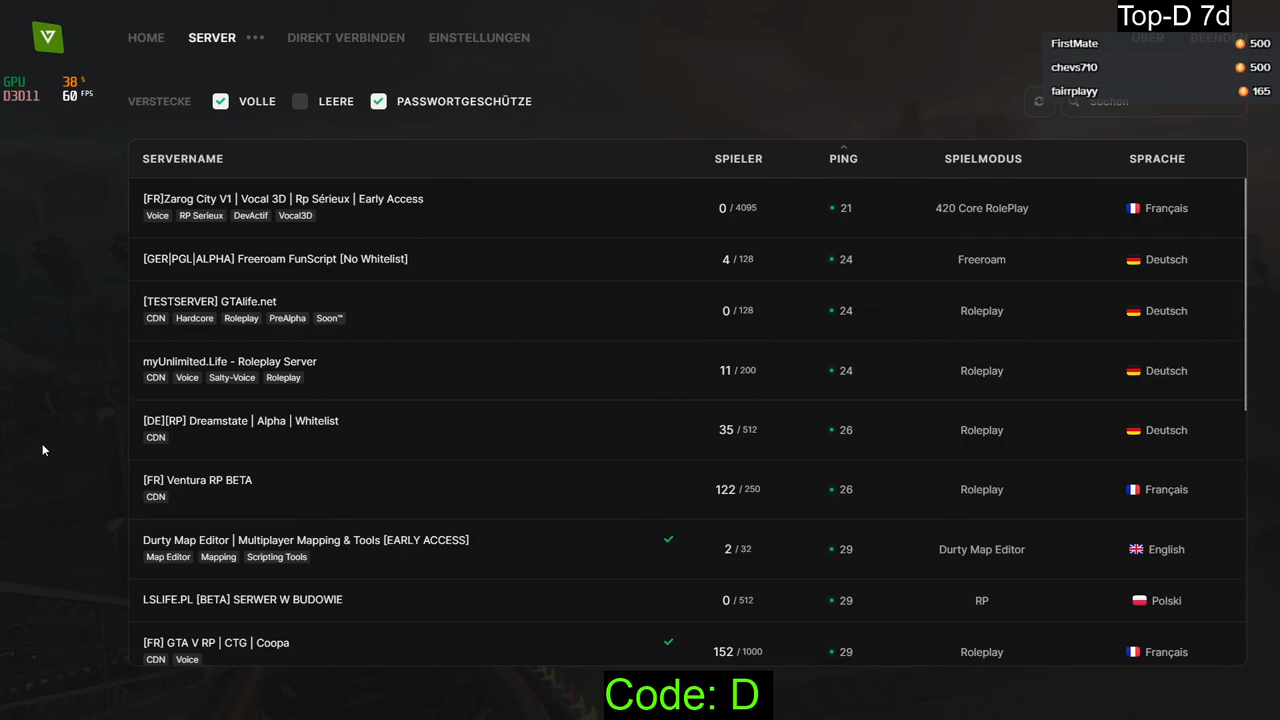 Top-D 7d
HOME SERVER ••• DIREKT VERBINDEN EINSTELLUNGEN ÜBER BEENDEN
FirstMate 500
chevs710 500
fairrplayy 165
GPU 38 %
D3D11 60 FPS
VERSTECKE VOLLE LEERE PASSWORTGESCHÜTZE Suchen
SERVERNAME SPIELER PING SPIELMODUS SPRACHE
[FR]Zarog City V1 | Vocal 3D | Rp Sérieux | Early Access
Voice RP Serieux DevActif Vocal3D
0 / 4095 21 420 Core RolePlay Français
[GER|PGL|ALPHA] Freeroam FunScript [No Whitelist] 4 / 128 24 Freeroam Deutsch
[TESTSERVER] GTAlife.net
CDN Hardcore Roleplay PreAlpha Soon™
0 / 128 24 Roleplay Deutsch
myUnlimited.Life - Roleplay Server
CDN Voice Salty-Voice Roleplay
11 / 200 24 Roleplay Deutsch
[DE][RP] Dreamstate | Alpha | Whitelist
CDN
35 / 512 26 Roleplay Deutsch
[FR] Ventura RP BETA
CDN
122 / 250 26 Roleplay Français
Durty Map Editor | Multiplayer Mapping & Tools [EARLY ACCESS]
Map Editor Mapping Scripting Tools
2 / 32 29 Durty Map Editor English
LSLIFE.PL [BETA] SERWER W BUDOWIE 0 / 512 29 RP Polski
[FR] GTA V RP | CTG | Coopa
CDN Voice
152 / 1000 29 Roleplay Français
Code: D